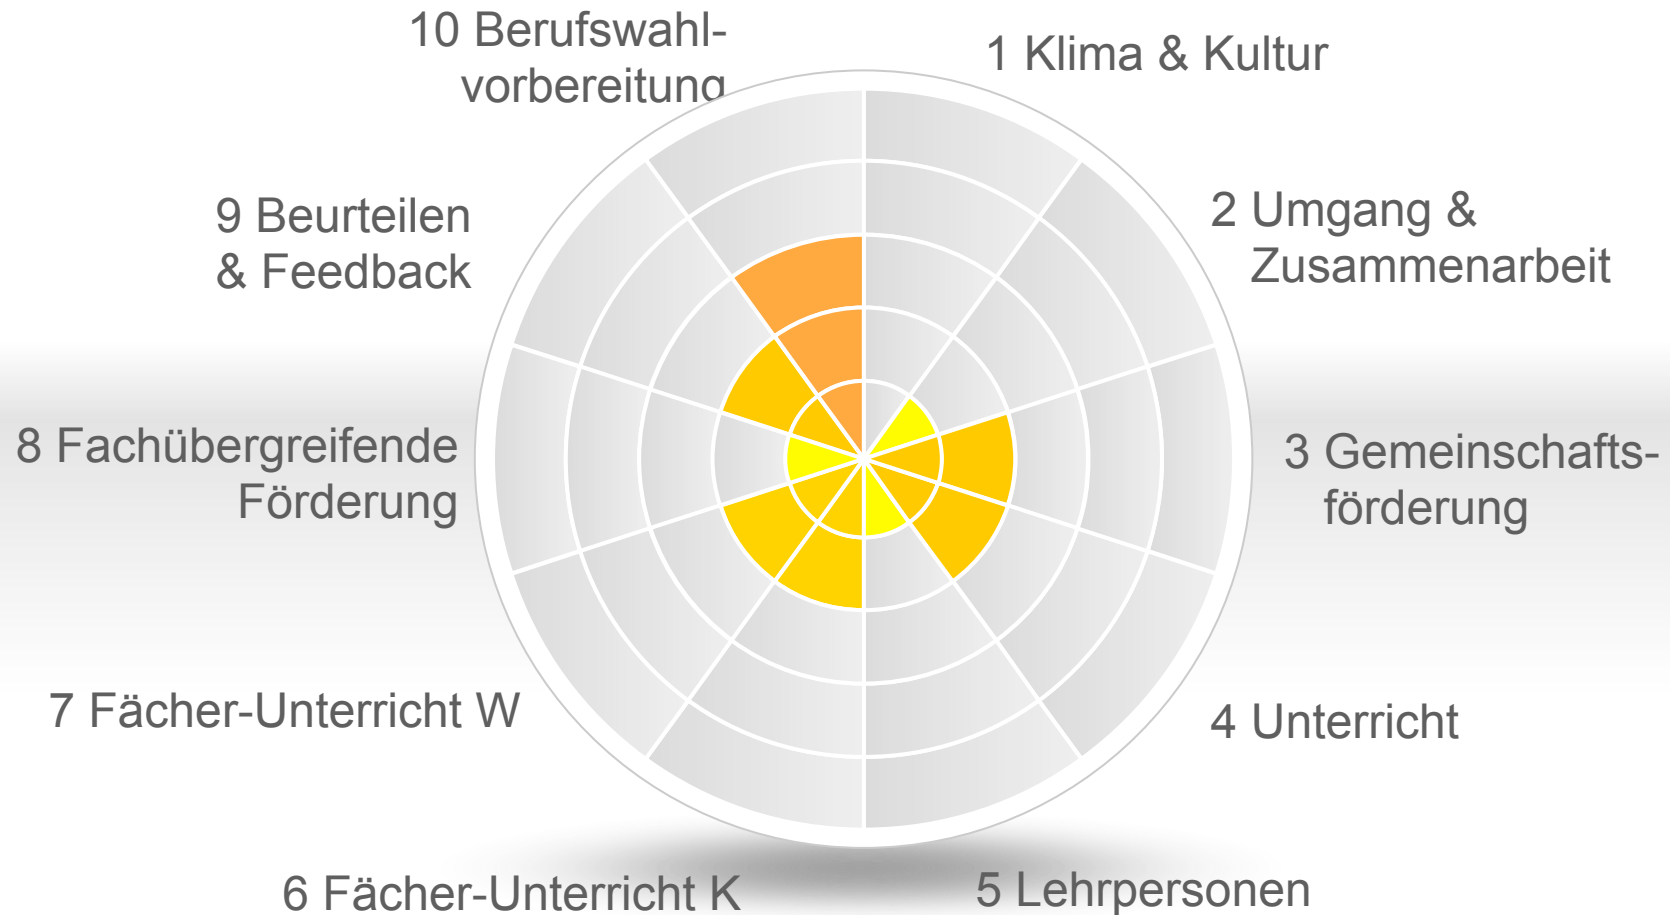 10 Berufswahl-
vorbereitung
1 Klima & Kultur
2 Umgang &
Zusammenarbeit
3 Gemeinschafts-
förderung
4 Unterricht
5 Lehrpersonen
6 Fächer-Unterricht K
7 Fächer-Unterricht W
8 Fachübergreifende
Förderung
9 Beurteilen
& Feedback